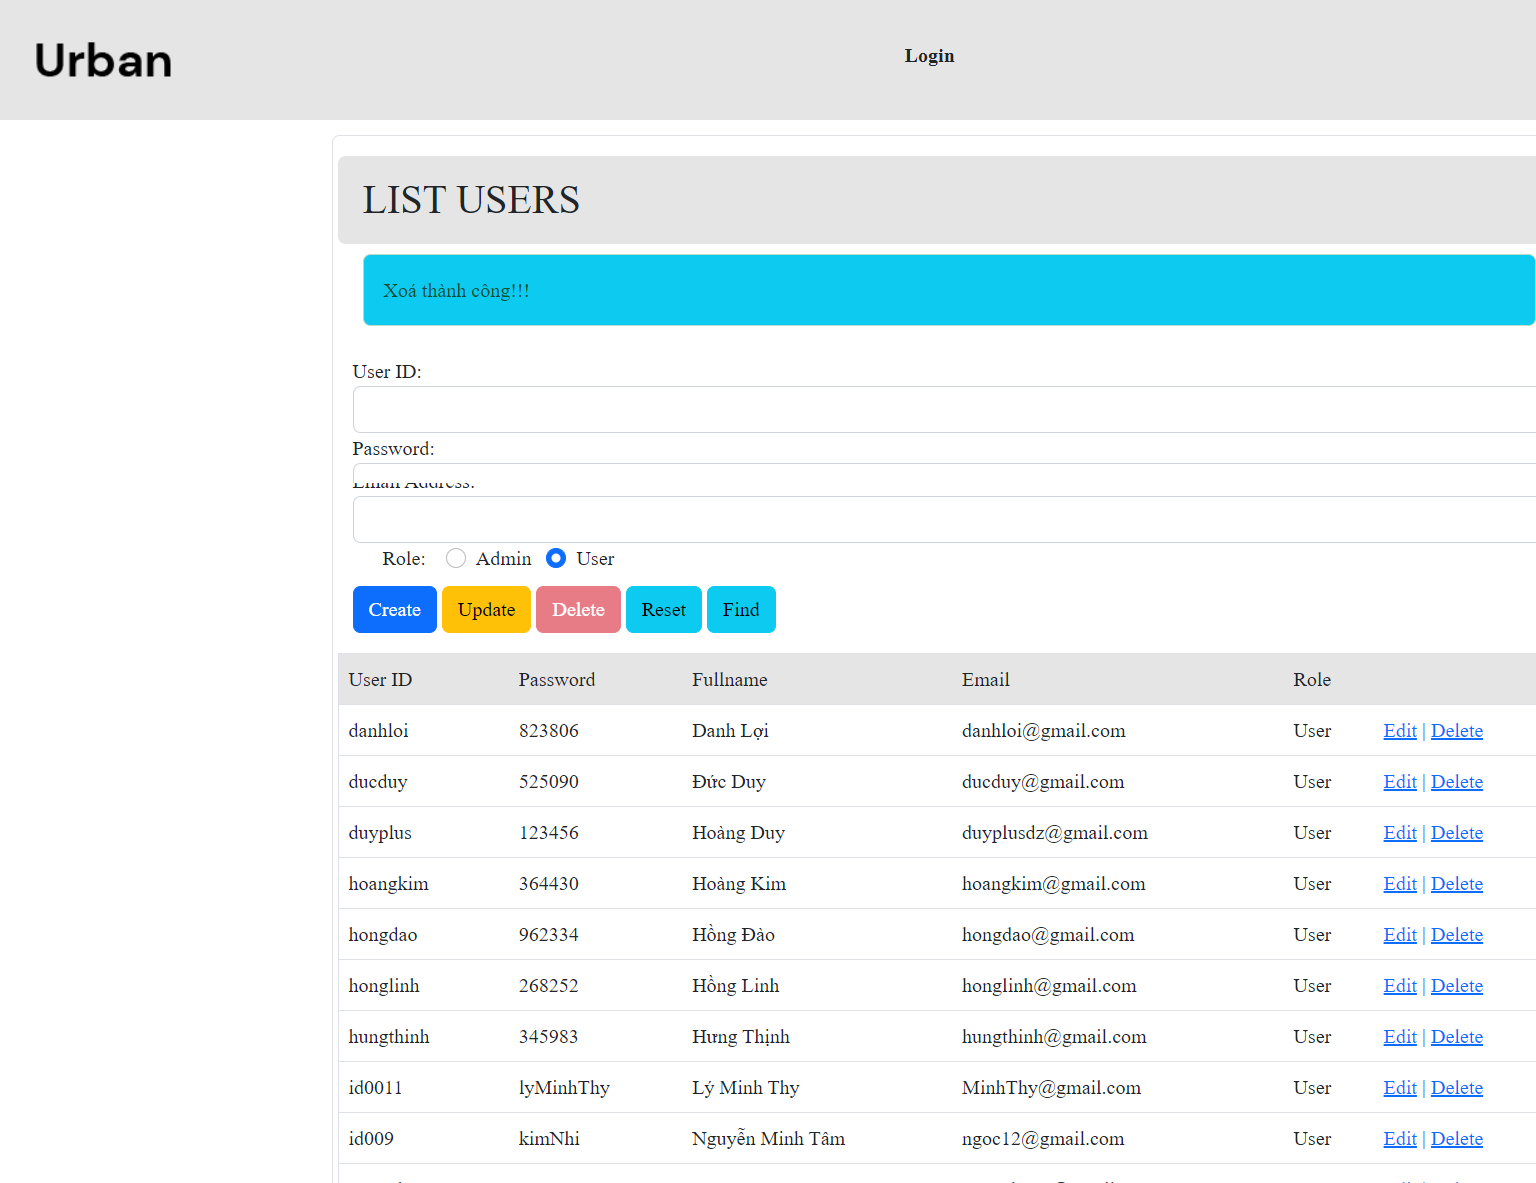 Urban
Login
LIST USERS
Xoá thành công!!!
User ID:
Password:
Email Address:
Role: Admin User
Create Update Delete Reset Find
User ID Password Fullname Email Role
danhloi 823806 Danh Lợi danhloi@gmail.com User Edit | Delete
ducduy 525090 Đức Duy ducduy@gmail.com User Edit | Delete
duyplus 123456 Hoàng Duy duyplusdz@gmail.com User Edit | Delete
hoangkim 364430 Hoàng Kim hoangkim@gmail.com User Edit | Delete
hongdao 962334 Hồng Đào hongdao@gmail.com User Edit | Delete
honglinh 268252 Hồng Linh honglinh@gmail.com User Edit | Delete
hungthinh 345983 Hưng Thịnh hungthinh@gmail.com User Edit | Delete
id0011 lyMinhThy Lý Minh Thy MinhThy@gmail.com User Edit | Delete
id009 kimNhi Nguyễn Minh Tâm ngoc12@gmail.com User Edit | Delete